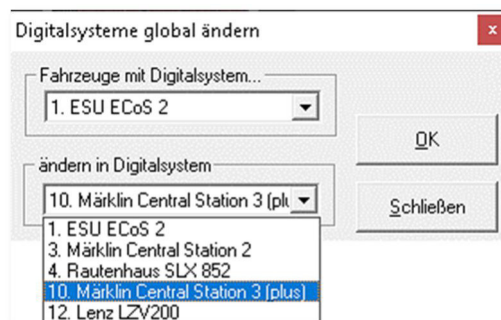 Digitalsysteme global ändern
x
Fahrzeuge mit Digitalsystem...
1. ESU ECoS 2
OK
ändern in Digitalsystem
10. Märklin Central Station 3 (plu
Schließen
1. ESU ECoS 2
3. Märklin Central Station 2
4. Rautenhaus SLX 852
10. Märklin Central Station 3 (plus)
12. Lenz LZV200